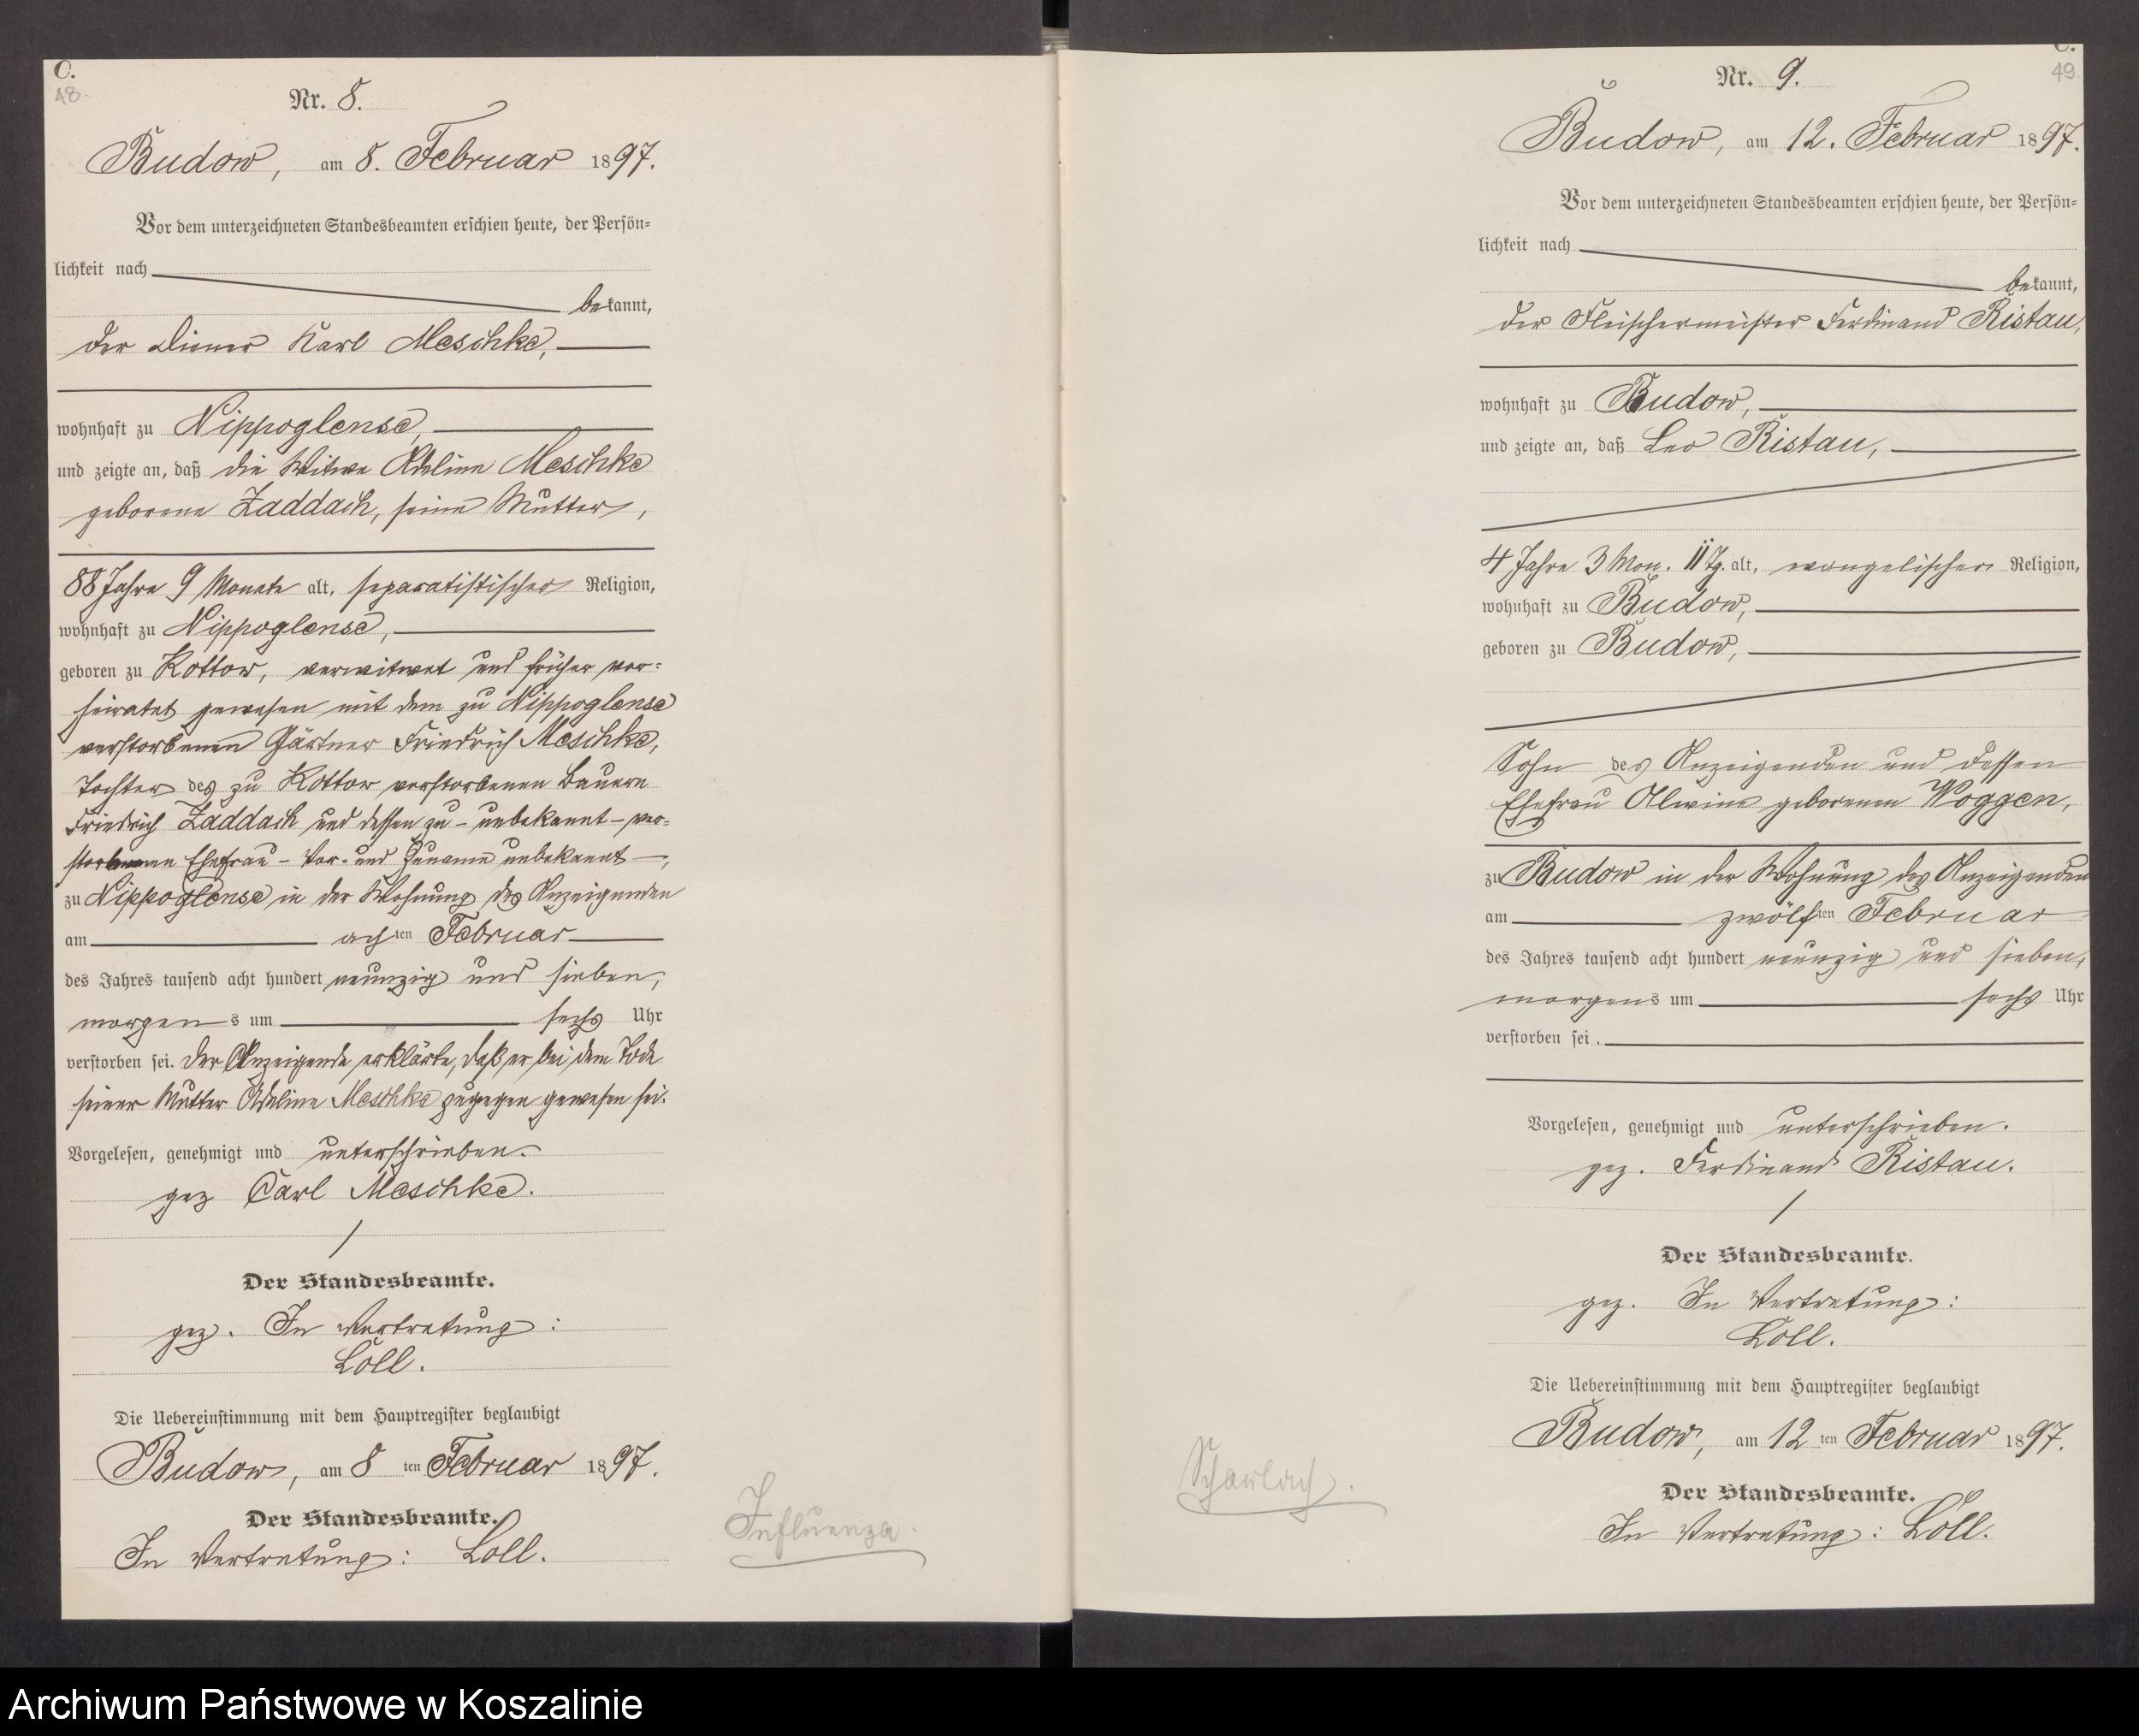 C.
48.
Nr. 8.
Budow, am 8. Februar 1897.
Vor dem unterzeichneten Standesbeamten erschien heute, der Persön-
lichkeit nach
bekannt,
der Diener Karl Meschke,
wohnhaft zu Nippoglense,
und zeigte an, daß die Witwe Adeline Meschke
geborene Zaddach, seine Mutter,
88 Jahre 9 Monate alt, separatistischer Religion,
wohnhaft zu Nippoglense,
geboren zu Kottow, verwitwet und früher ver-
heiratet gewesen mit dem zu Nippoglense
verstorbenen Gärtner Friedrich Meschke,
Tochter des zu Kottow verstorbenen Bauern
Friedrich Zaddach und dessen zu - unbekannt - ver-
storbenen Ehefrau - Vor- und Zuname unbekannt -,
zu Nippoglense in der Wohnung des Anzeigenden
am achten Februar
des Jahres tausend acht hundert neunzig und sieben,
morgens um sechs Uhr
verstorben sei. Der Anzeigende erklärte, daß er bei dem Tode
seiner Mutter Adeline Meschke zugegen gewesen sei.
Vorgelesen, genehmigt und unterschrieben.
gez Carl Meschke.
Der Standesbeamte.
gez. In Vertretung:
Loll.
Die Uebereinstimmung mit dem Hauptregister beglaubigt
Budow, am 8 ten Februar 1897.
Der Standesbeamte.
In Vertretung: Loll.
Influenza.
C.
49
Nr. 9.
Budow, am 12. Februar 1897.
Vor dem unterzeichneten Standesbeamten erschien heute, der Persön-
lichkeit nach
bekannt,
der Fleischermeister Ferdinand Ristau,
wohnhaft zu Budow,
und zeigte an, daß Leo Ristau,
4 Jahre 3 Mon. 11 Tg. alt, evangelischer Religion,
wohnhaft zu Budow,
geboren zu Budow,
Sohn des Anzeigenden und dessen
Ehefrau Alwine geborenen Woggon,
zu Budow in der Wohnung des Anzeigenden
am zwölften Februar
des Jahres tausend acht hundert neunzig und sieben,
morgens um sechs Uhr
verstorben sei.
Vorgelesen, genehmigt und unterschrieben.
gez. Ferdinand Ristau.
Der Standesbeamte.
gez. In Vertretung:
Loll.
Die Uebereinstimmung mit dem Hauptregister beglaubigt
Budow, am 12 ten Februar 1897.
Der Standesbeamte.
In Vertretung: Loll.
Scharlach.
Archiwum Państwowe w Koszalinie